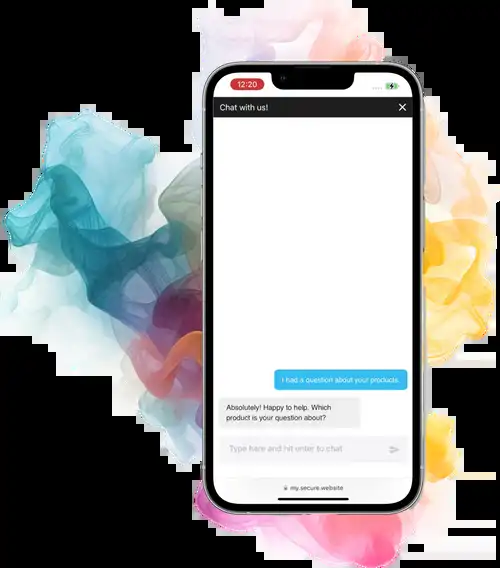 12:20
Chat with us!
I had a question about your products.
Absolutely! Happy to help. Which
product is your question about?
Type here and hit enter to chat
my.secure.website